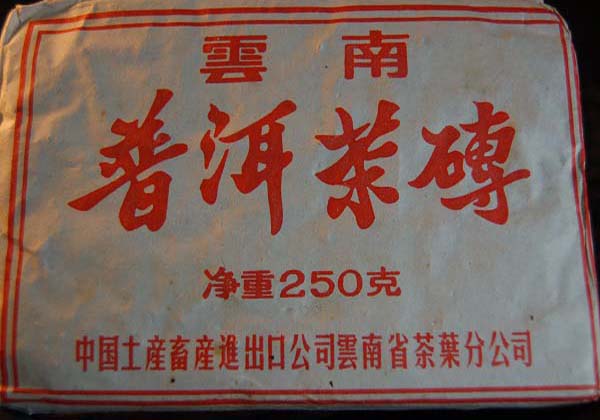 雲南
普洱茶磚
净重250克
中国土産畜産進出口公司雲南省茶葉分公司